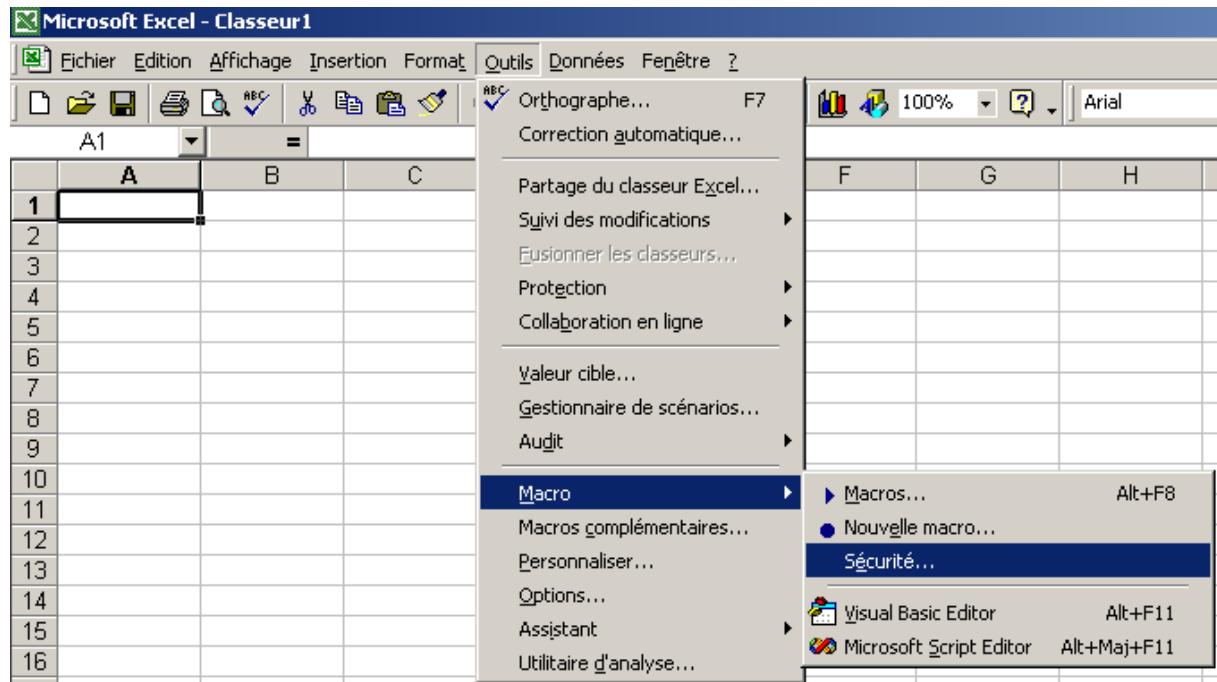 Microsoft Excel - Classeur1
Fichier Edition Affichage Insertion Format Outils Données Fenêtre ?
100% ? Arial
A1 =
A B C F G H
1
2
3
4
5
6
7
8
9
10
11
12
13
14
15
16
ABC Orthographe... F7
Correction automatique...
Partage du classeur Excel...
Suivi des modifications
Fusionner les classeurs...
Protection
Collaboration en ligne
Valeur cible...
Gestionnaire de scénarios...
Audit
Macro
Macros complémentaires...
Personnaliser...
Options...
Assistant
Utilitaire d'analyse...
Macros... Alt+F8
Nouvelle macro...
Sécurité...
Visual Basic Editor Alt+F11
Microsoft Script Editor Alt+Maj+F11